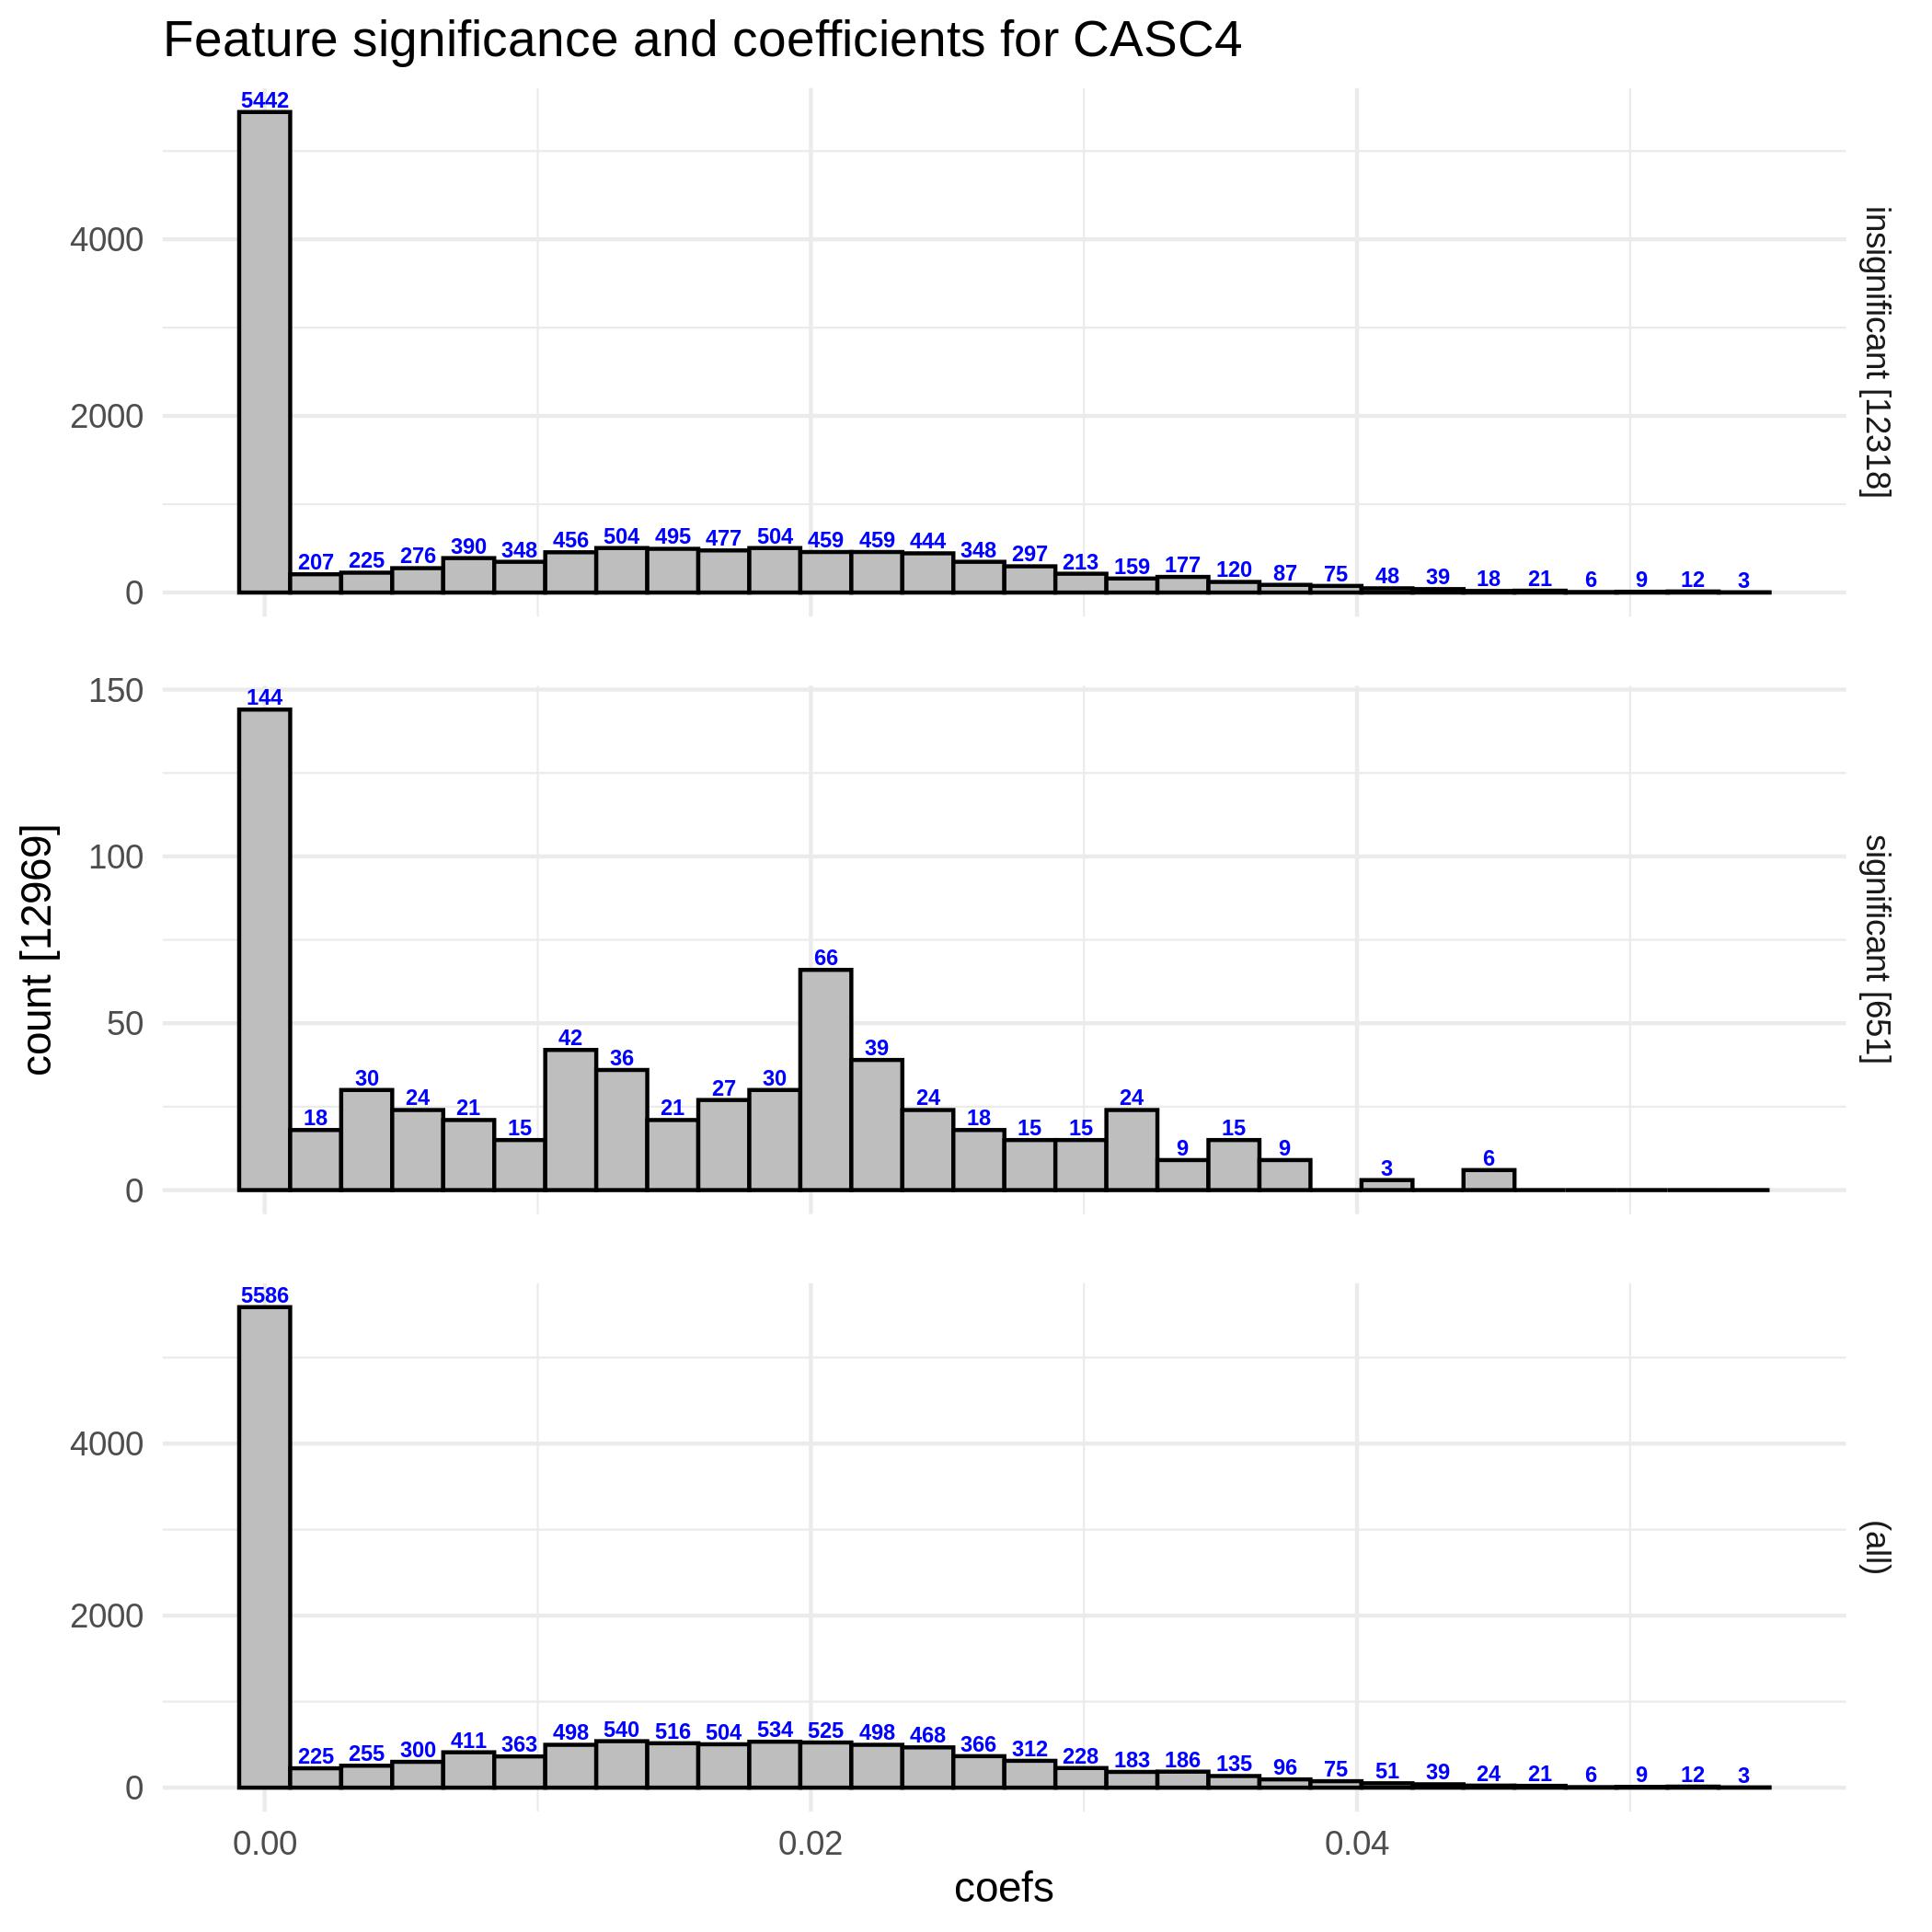 Feature significance and coefficients for CASC4
count [12969]
5442
207 225 276 390 348 456 504 495 477 504 459 459 444 348 297 213 159 177 120 87 75 48 39 18 21 6 9 12 3
4000
2000
0
insignificant [12318]
144
18 30 24 21 15 42 36 21 27 30 66 39 24 18 15 15 24 9 15 9 3 6
150
100
50
0
significant [651]
5586
225 255 300 411 363 498 540 516 504 534 525 498 468 366 312 228 183 186 135 96 75 51 39 24 21 6 9 12 3
4000
2000
0
(all)
0.00 0.02 0.04
coefs